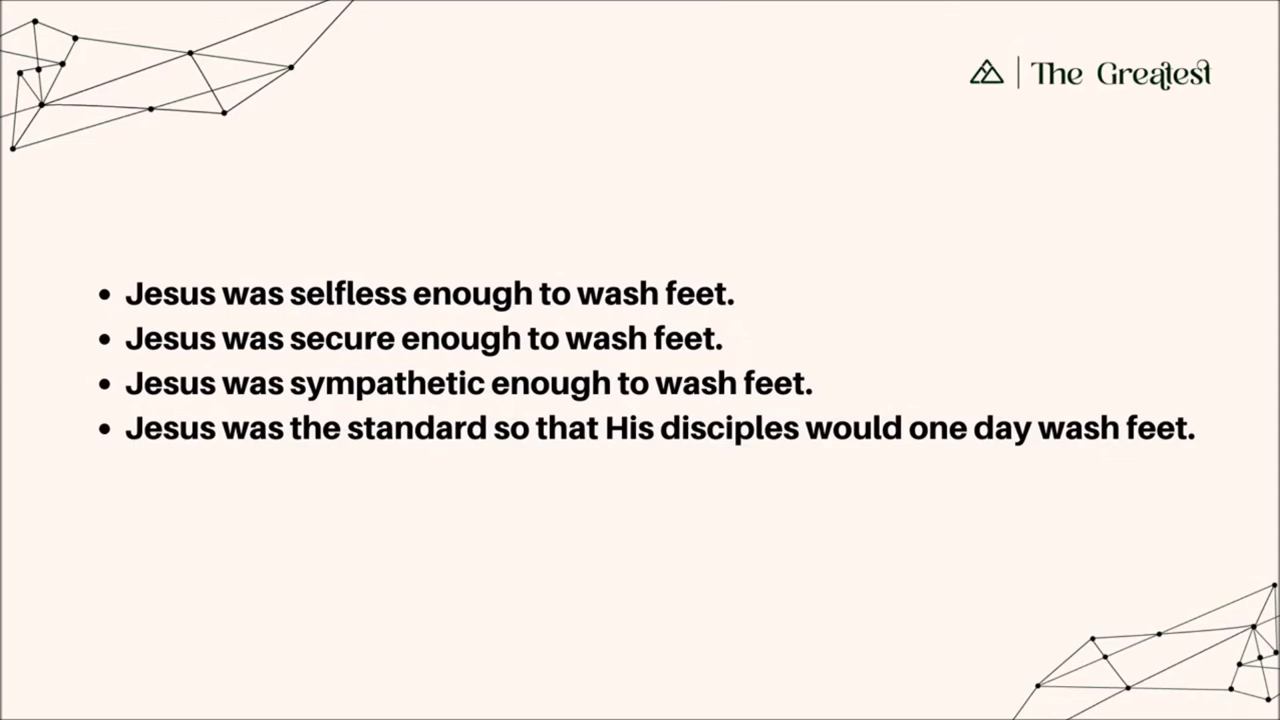 The Greatest
• Jesus was selfless enough to wash feet.
• Jesus was secure enough to wash feet.
• Jesus was sympathetic enough to wash feet.
• Jesus was the standard so that His disciples would one day wash feet.